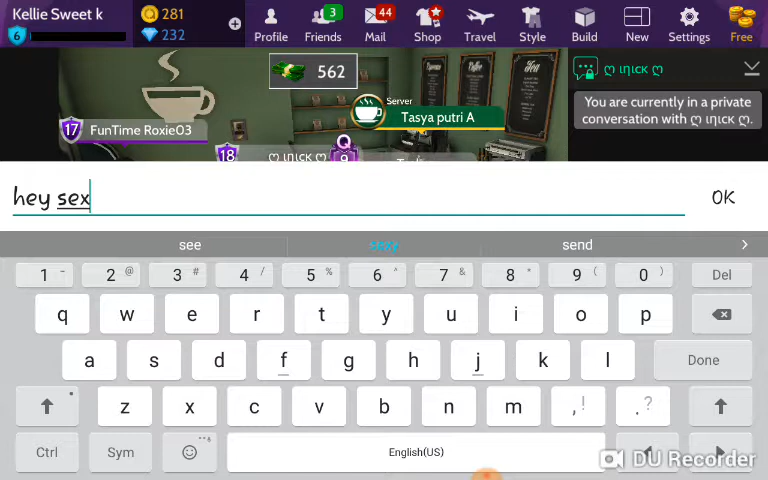 Kellie Sweet k
6
281
232
Profile
3
Friends
44
Mail
Shop
Travel
Style
Build
New
Settings
Free
562
Server
Tasya putri A
17 FunTime Roxie03
18
Q
9
ღ ιηιcκ ღ
You are currently in a private
conversation with ღ ιηιcκ ღ.
hey sex
OK
see sexy send >
1 - 2 @ 3 # 4 / 5 % 6 ^ 7 & 8 * 9 ( 0 ) Del
q w e r t y u i o p
a s d f g h j k l Done
z x c v b n m , ! . ?
Ctrl Sym English(US)
DU Recorder